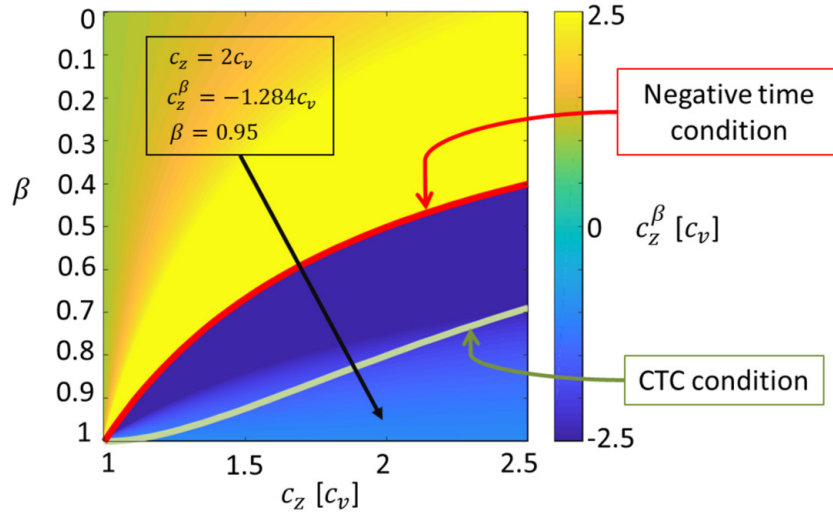 0
0.1
0.2
0.3
0.4
0.5
0.6
0.7
0.8
0.9
1
β
1
1.5
2
2.5
c_z [c_v]
c_z = 2c_v
c_z^β = −1.284c_v
β = 0.95
2.5
0
-2.5
c_z^β [c_v]
Negative time
condition
CTC condition